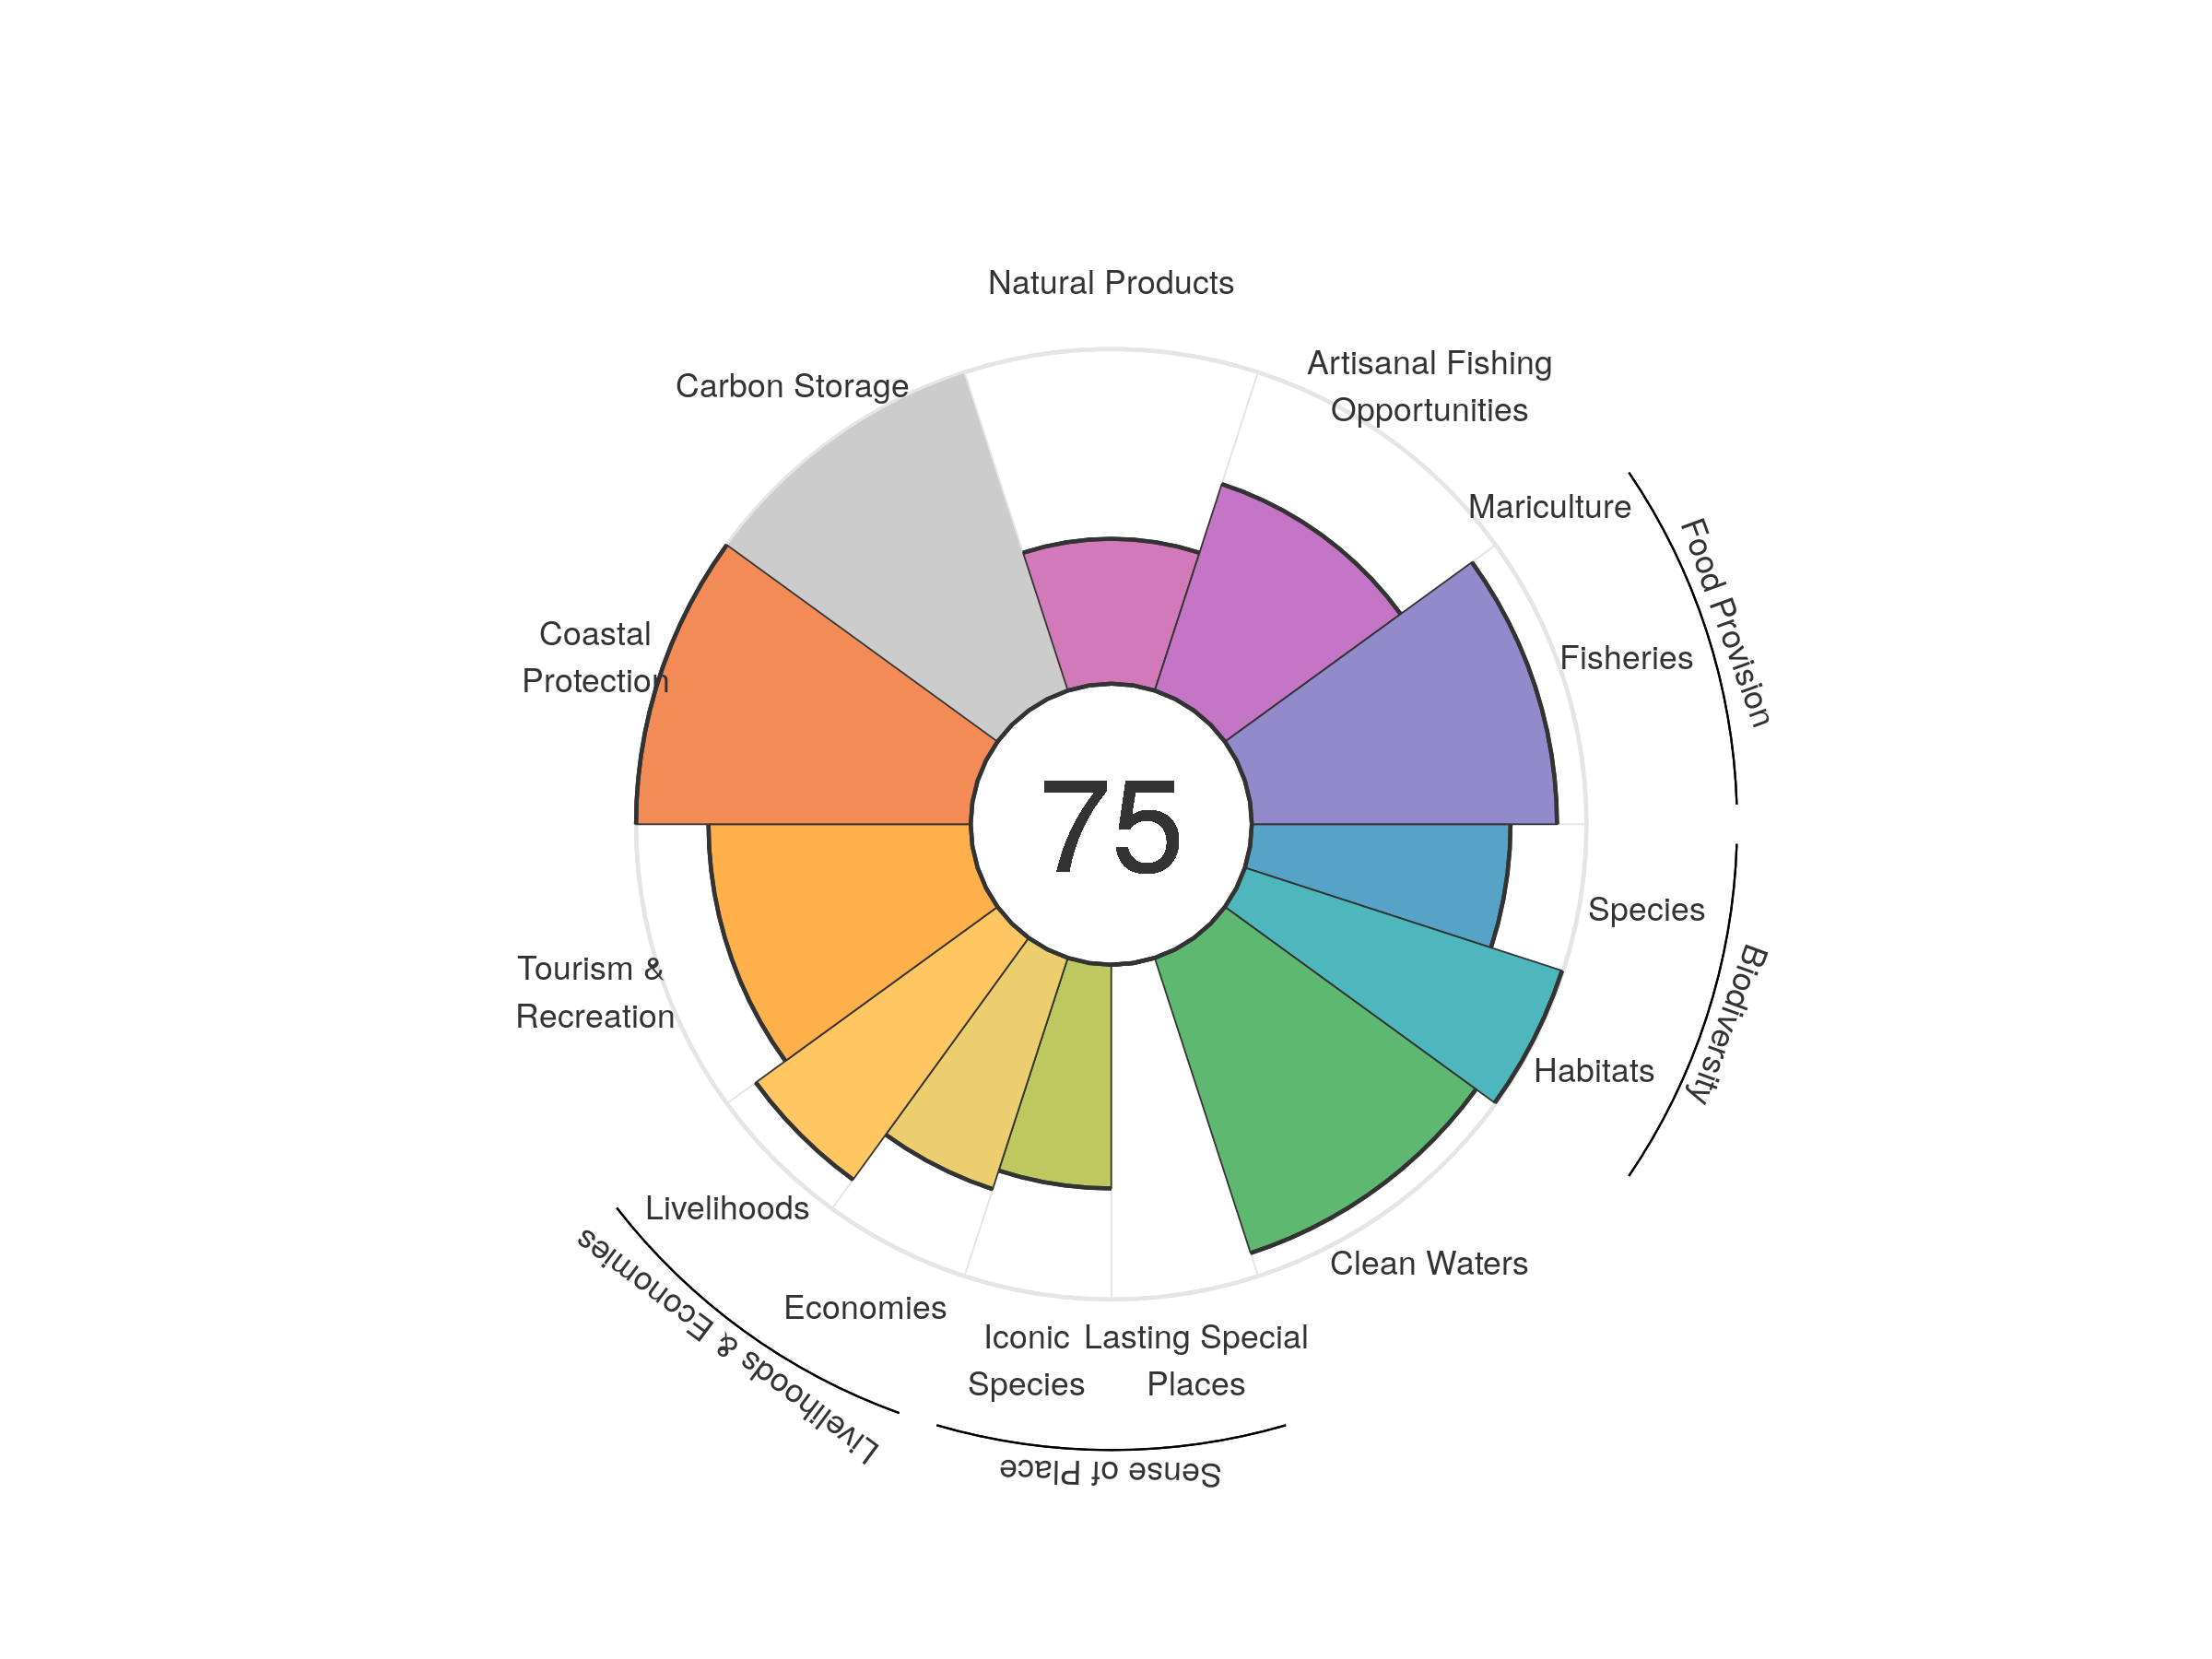 Natural Products
Artisanal Fishing
Opportunities
Carbon Storage
Mariculture
Food Provision
Coastal
Protection
Fisheries
75
Species
Biodiversity
Tourism &
Recreation
Habitats
Livelihoods
Clean Waters
Livelihoods & Economies
Economies
Iconic
Species
Lasting Special
Places
Sense of Place